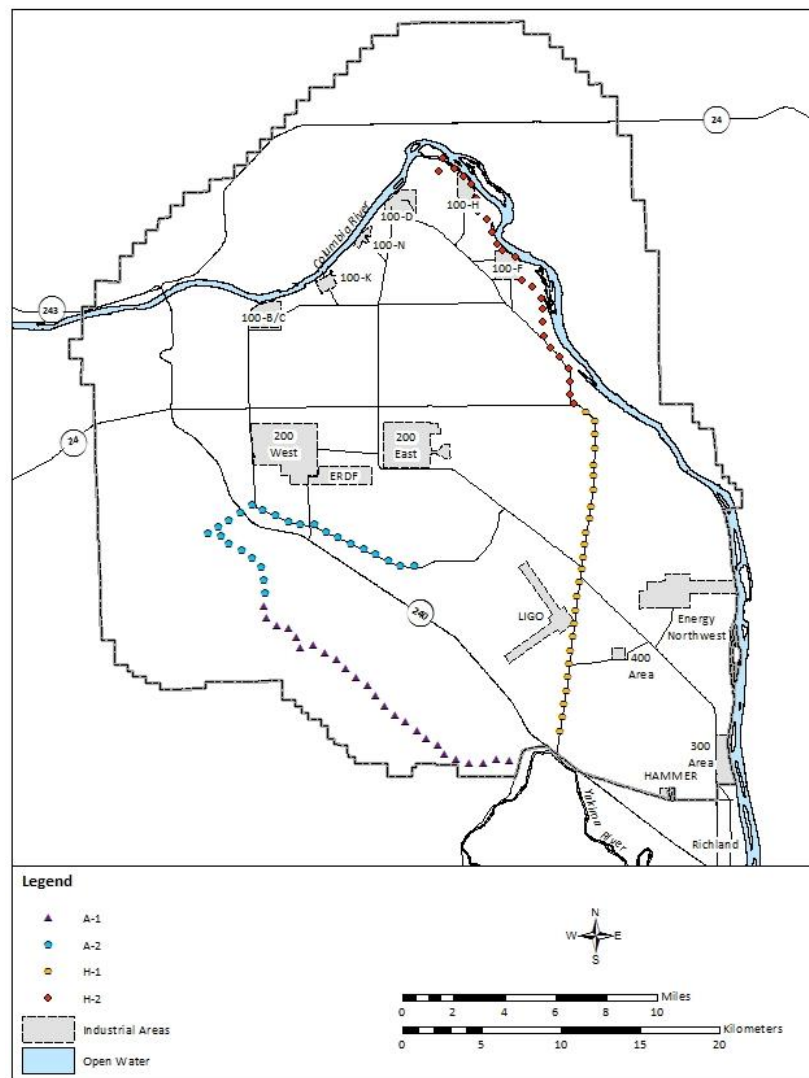 24
Columbia River
100-H
100-D
100-N
100-F
100-K
243
100-B/C
24
200
West
200
East
ERDF
240
LIGO
Energy
Northwest
400
Area
300
Area
HAMMER
Yakima
River
Richland
Legend
A-1
A-2
H-1
H-2
Industrial Areas
Open Water
N
W E
S
Miles
0 2 4 6 8 10
Kilometers
0 5 10 15 20